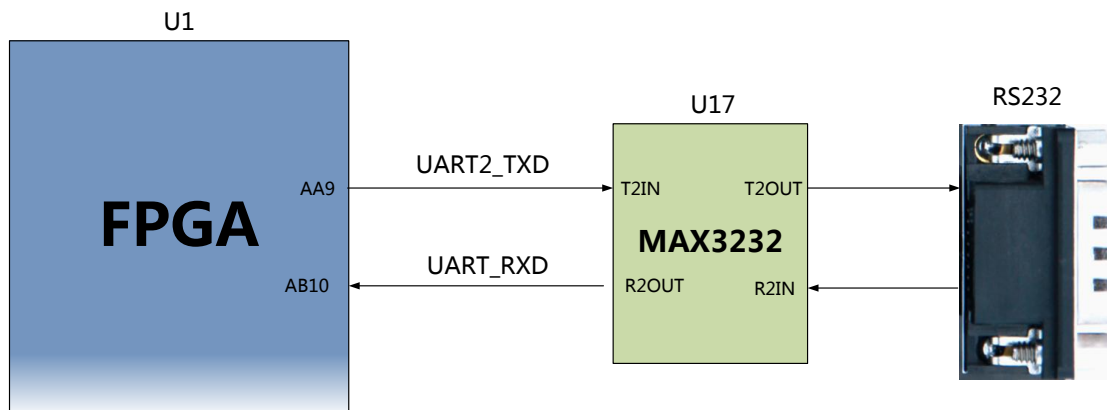 U1
U17
RS232
UART2_TXD
AA9
T2IN
T2OUT
FPGA
MAX3232
UART_RXD
AB10
R2OUT
R2IN